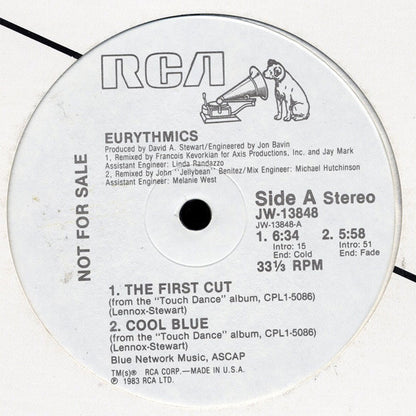 RCA
EURYTHMICS
Produced by David A. Stewart/Engineered by Jon Bavin
1. Remixed by Francois Kevorkian for Axis Productions, Inc. and Jay Mark
Assistant Engineer: Linda Randazzo
2. Remixed by John "Jellybean" Benitez/Mix Engineer: Michael Hutchinson
Assistant Engineer: Melanie West
NOT FOR SALE
Side A Stereo
JW-13848
JW-13848-A
1. 6:34 2. 5:58
Intro: 15 Intro: 51
End: Cold End: Fade
33⅓ RPM
1. THE FIRST CUT
(from the "Touch Dance" album, CPL1-5086)
(Lennox-Stewart)
2. COOL BLUE
(from the "Touch Dance" album, CPL1-5086)
(Lennox-Stewart)
Blue Network Music, ASCAP
TM(s)® RCA CORP.—MADE IN U.S.A.
℗ 1983 RCA LTD.